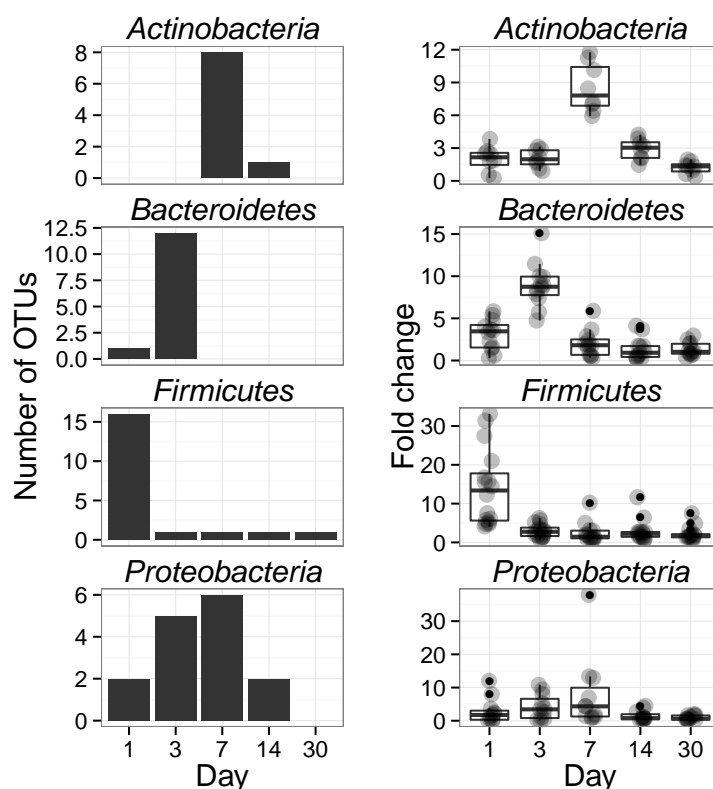 Actinobacteria
8
6
4
2
0
Bacteroidetes
12.5
10.0
7.5
5.0
2.5
0.0
Firmicutes
15
10
5
0
Proteobacteria
6
4
2
0
1 3 7 14 30
Day
Number of OTUs
Actinobacteria
12
9
6
3
0
Bacteroidetes
15
10
5
0
Firmicutes
30
20
10
0
Proteobacteria
30
20
10
0
1 3 7 14 30
Day
Fold change